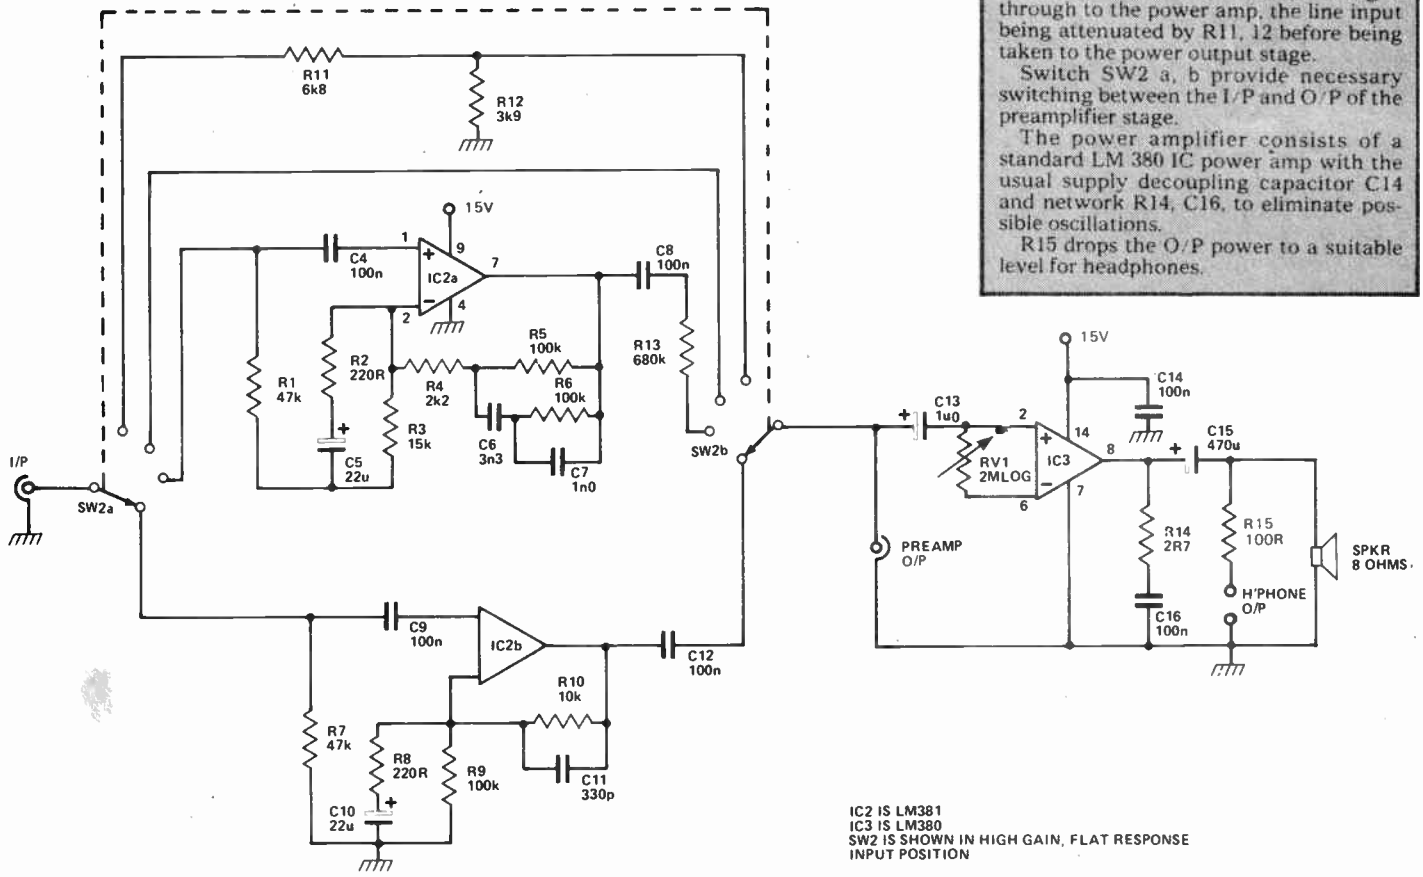 through to the power amp, the line input
being attenuated by R11, 12 before being
taken to the power output stage.
Switch SW2 a, b provide necessary
switching between the I/P and O/P of the
preamplifier stage.
The power amplifier consists of a
standard LM 380 IC power amp with the
usual supply decoupling capacitor C14
and network R14, C16, to eliminate pos-
sible oscillations.
R15 drops the O/P power to a suitable
level for headphones.
R11
6k8
R12
3k9
15V
1
9
C4
100n
+
IC2a
7
C8
100n
−
4
2
R1
47k
R2
220R
R5
100k
R13
680k
R4
2k2
R6
100k
R3
15k
C6
3n3
+
C5
22u
C7
1n0
SW2b
I/P
SW2a
15V
C14
100n
+
C13
1u0
2
14
+
C15
470u
+
IC3
8
RV1
2MLOG
−
6
7
PREAMP
O/P
R14
2R7
R15
100R
SPKR
8 OHMS
C16
100n
H'PHONE
O/P
C9
100n
IC2b
C12
100n
R10
10k
R7
47k
R8
220R
R9
100k
C11
330p
+
C10
22u
IC2 IS LM381
IC3 IS LM380
SW2 IS SHOWN IN HIGH GAIN, FLAT RESPONSE
INPUT POSITION